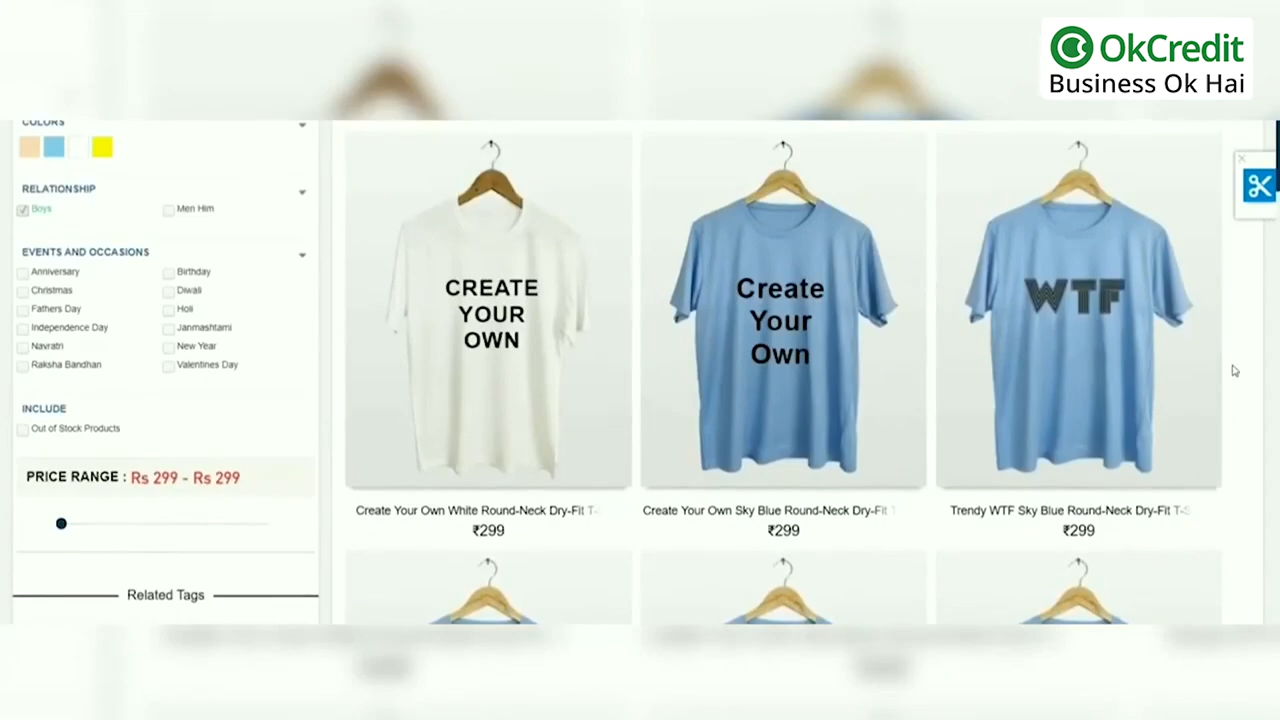 OkCredit
Business Ok Hai
COLORS
RELATIONSHIP
Boys
Men Him
EVENTS AND OCCASIONS
Anniversary
Birthday
Christmas
Diwali
Fathers Day
Holi
Independence Day
Janmashtami
Navratri
New Year
Raksha Bandhan
Valentines Day
INCLUDE
Out of Stock Products
PRICE RANGE : Rs 299 - Rs 299
Related Tags
CREATE
YOUR
OWN
Create
Your
Own
WTF
Create Your Own White Round-Neck Dry-Fit T-
₹299
Create Your Own Sky Blue Round-Neck Dry-Fit T
₹299
Trendy WTF Sky Blue Round-Neck Dry-Fit T-S
₹299